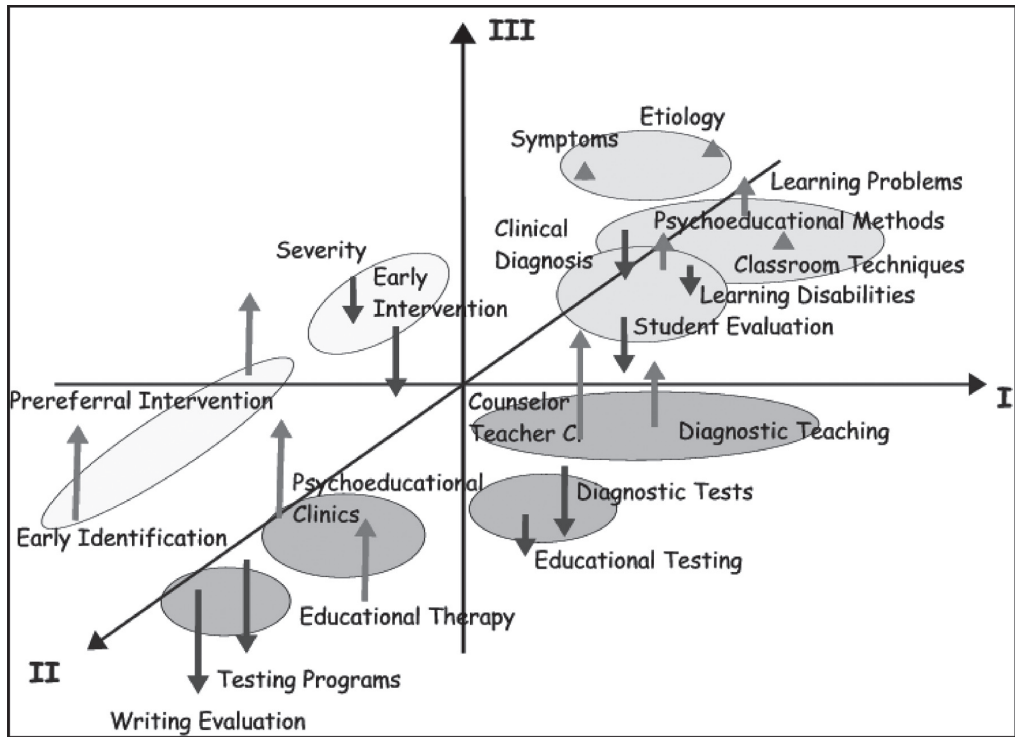 III
Etiology
Symptoms
Learning Problems
Psychoeducational Methods
Clinical
Diagnosis
Classroom Techniques
Severity
Early
Intervention
Learning Disabilities
Student Evaluation
I
Prereferral Intervention
Counselor
Teacher C.
Diagnostic Teaching
Psychoeducational
Clinics
Diagnostic Tests
Early Identification
Educational Testing
Educational Therapy
II
Testing Programs
Writing Evaluation